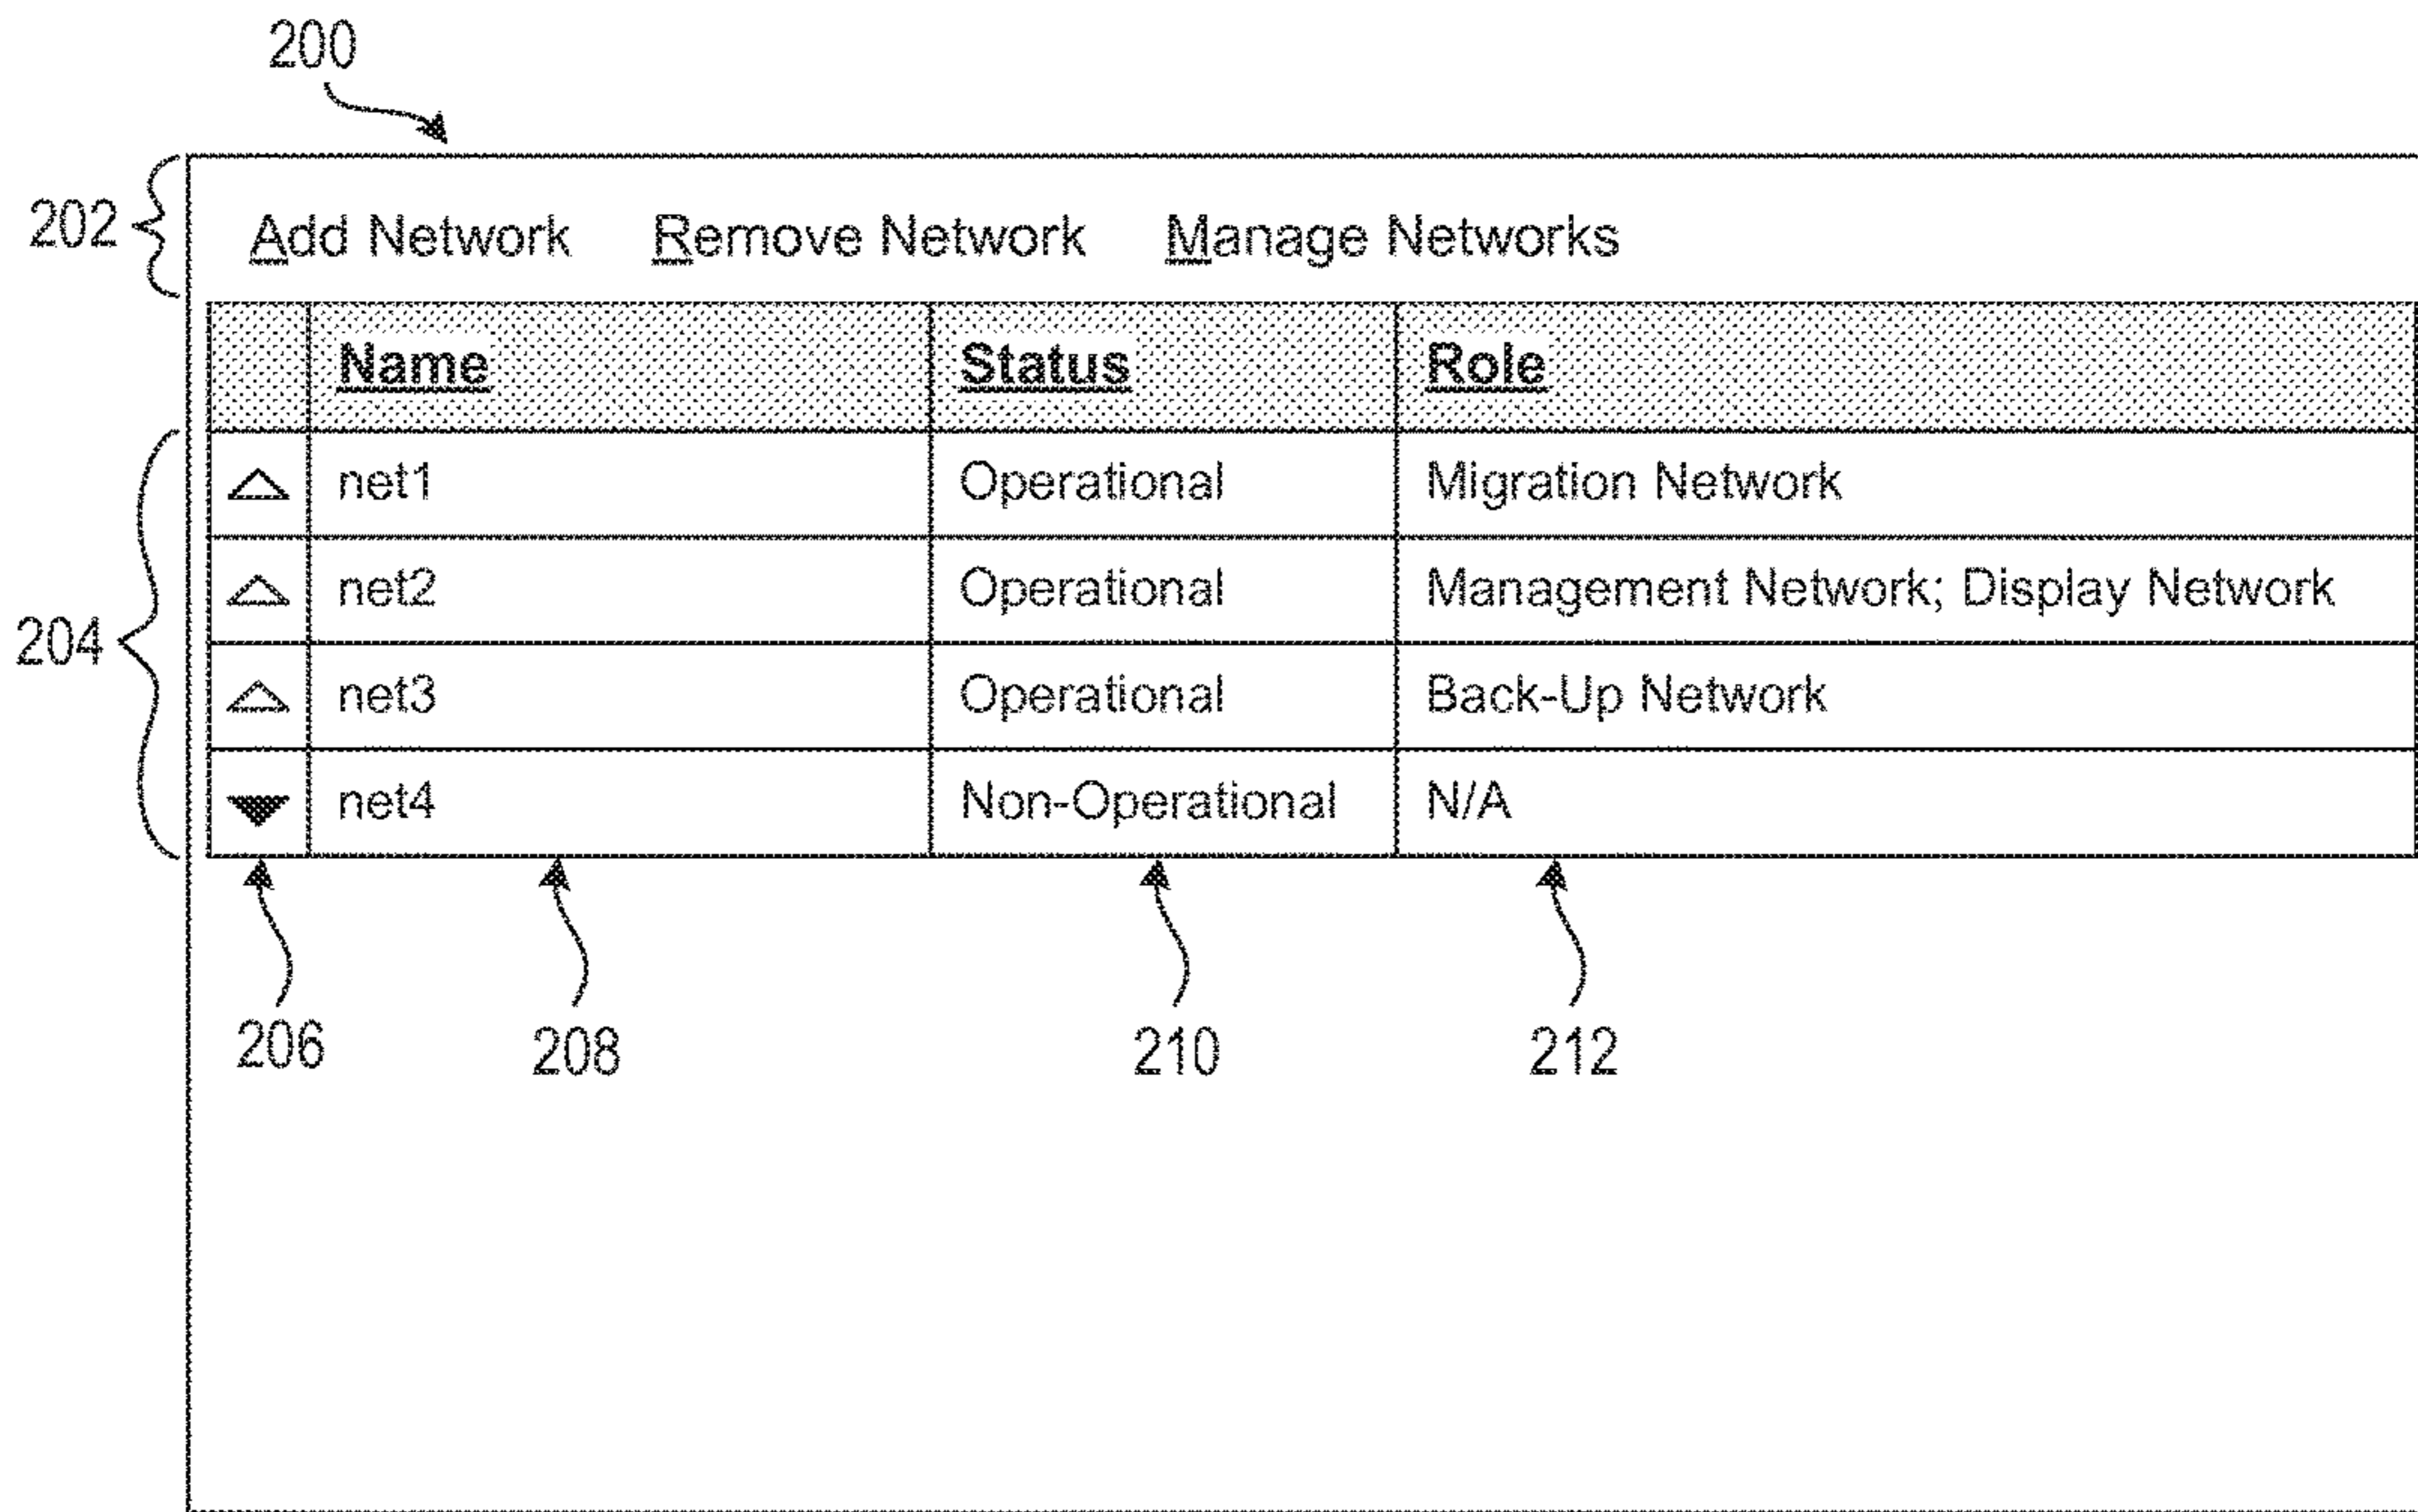 200
202
Add Network Remove Network Manage Networks
Name Status Role
net1 Operational Migration Network
net2 Operational Management Network; Display Network
204
net3 Operational Back-Up Network
net4 Non-Operational N/A
206 208 210 212